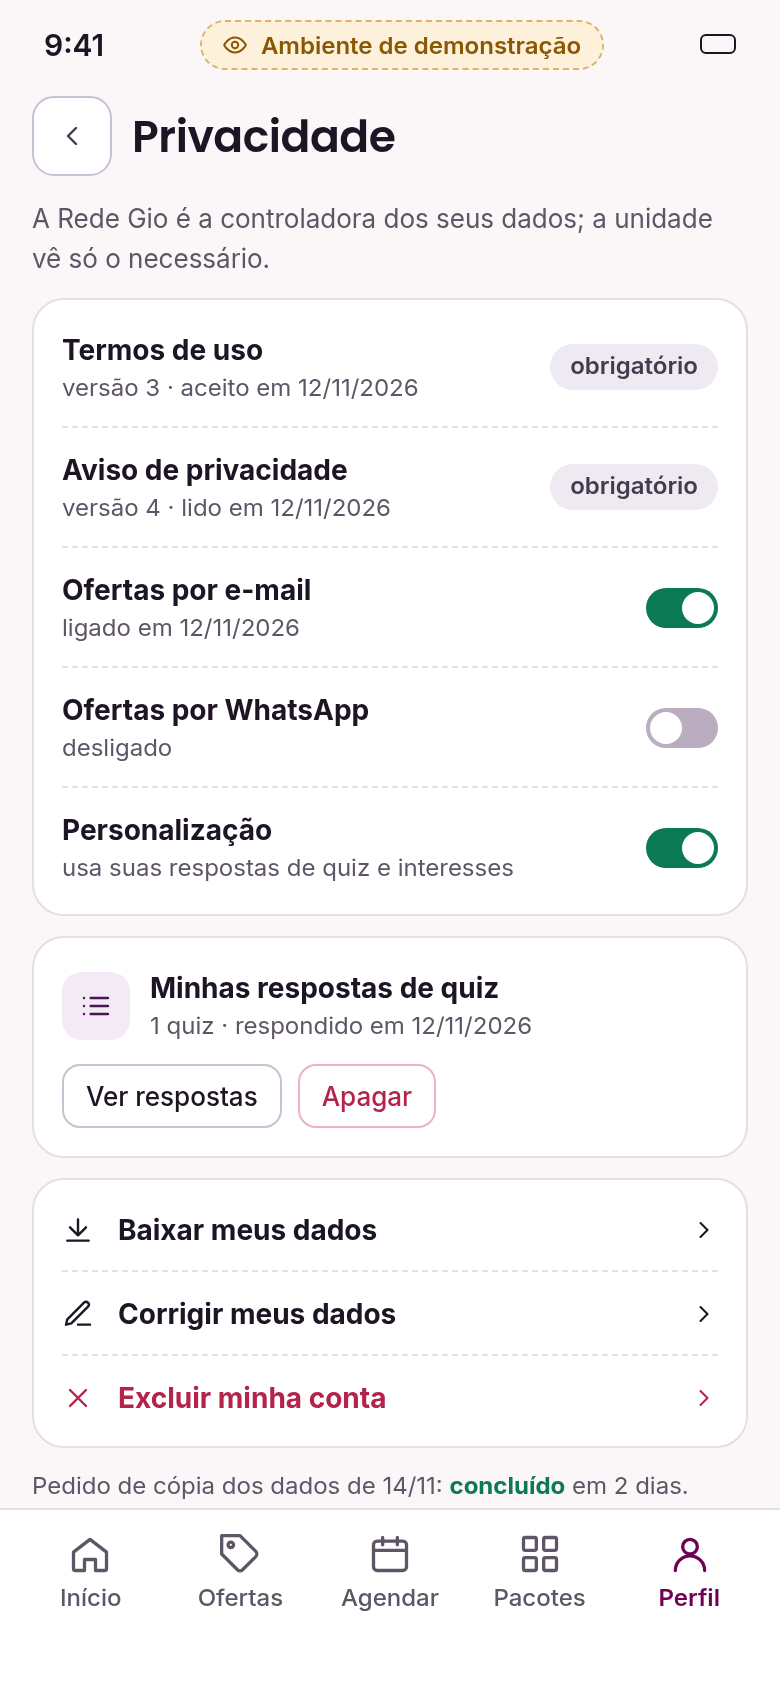 9:41
Ambiente de demonstração
Privacidade
A Rede Gio é a controladora dos seus dados; a unidade
vê só o necessário.
Termos de uso
versão 3 · aceito em 12/11/2026
obrigatório
Aviso de privacidade
versão 4 · lido em 12/11/2026
obrigatório
Ofertas por e-mail
ligado em 12/11/2026
Ofertas por WhatsApp
desligado
Personalização
usa suas respostas de quiz e interesses
Minhas respostas de quiz
1 quiz · respondido em 12/11/2026
Ver respostas
Apagar
Baixar meus dados
Corrigir meus dados
Excluir minha conta
Pedido de cópia dos dados de 14/11: concluído em 2 dias.
Início
Ofertas
Agendar
Pacotes
Perfil